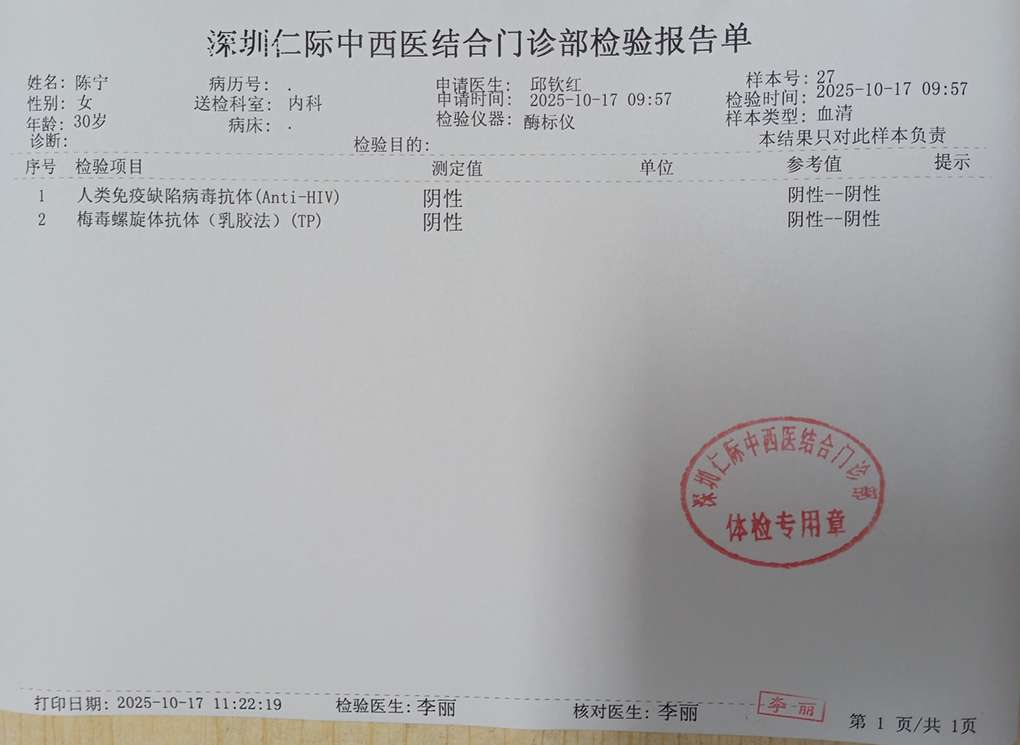 深圳仁际中西医结合门诊部检验报告单
姓名：陈宁 病历号：. 申请医生：邱钦红 样本号：27
性别：女 送检科室：内科 申请时间：2025-10-17 09:57 检验时间：2025-10-17 09:57
年龄：30岁 病床：. 检验仪器：酶标仪 样本类型：血清
诊断： 检验目的： 本结果只对此样本负责
序号 检验项目 测定值 单位 参考值 提示
1 人类免疫缺陷病毒抗体(Anti-HIV) 阴性 阴性--阴性
2 梅毒螺旋体抗体（乳胶法）(TP) 阴性 阴性--阴性
深圳仁际中西医结合门诊部
体检专用章
打印日期：2025-10-17 11:22:19 检验医生：李丽 核对医生：李丽 李丽 第 1 页/共 1页